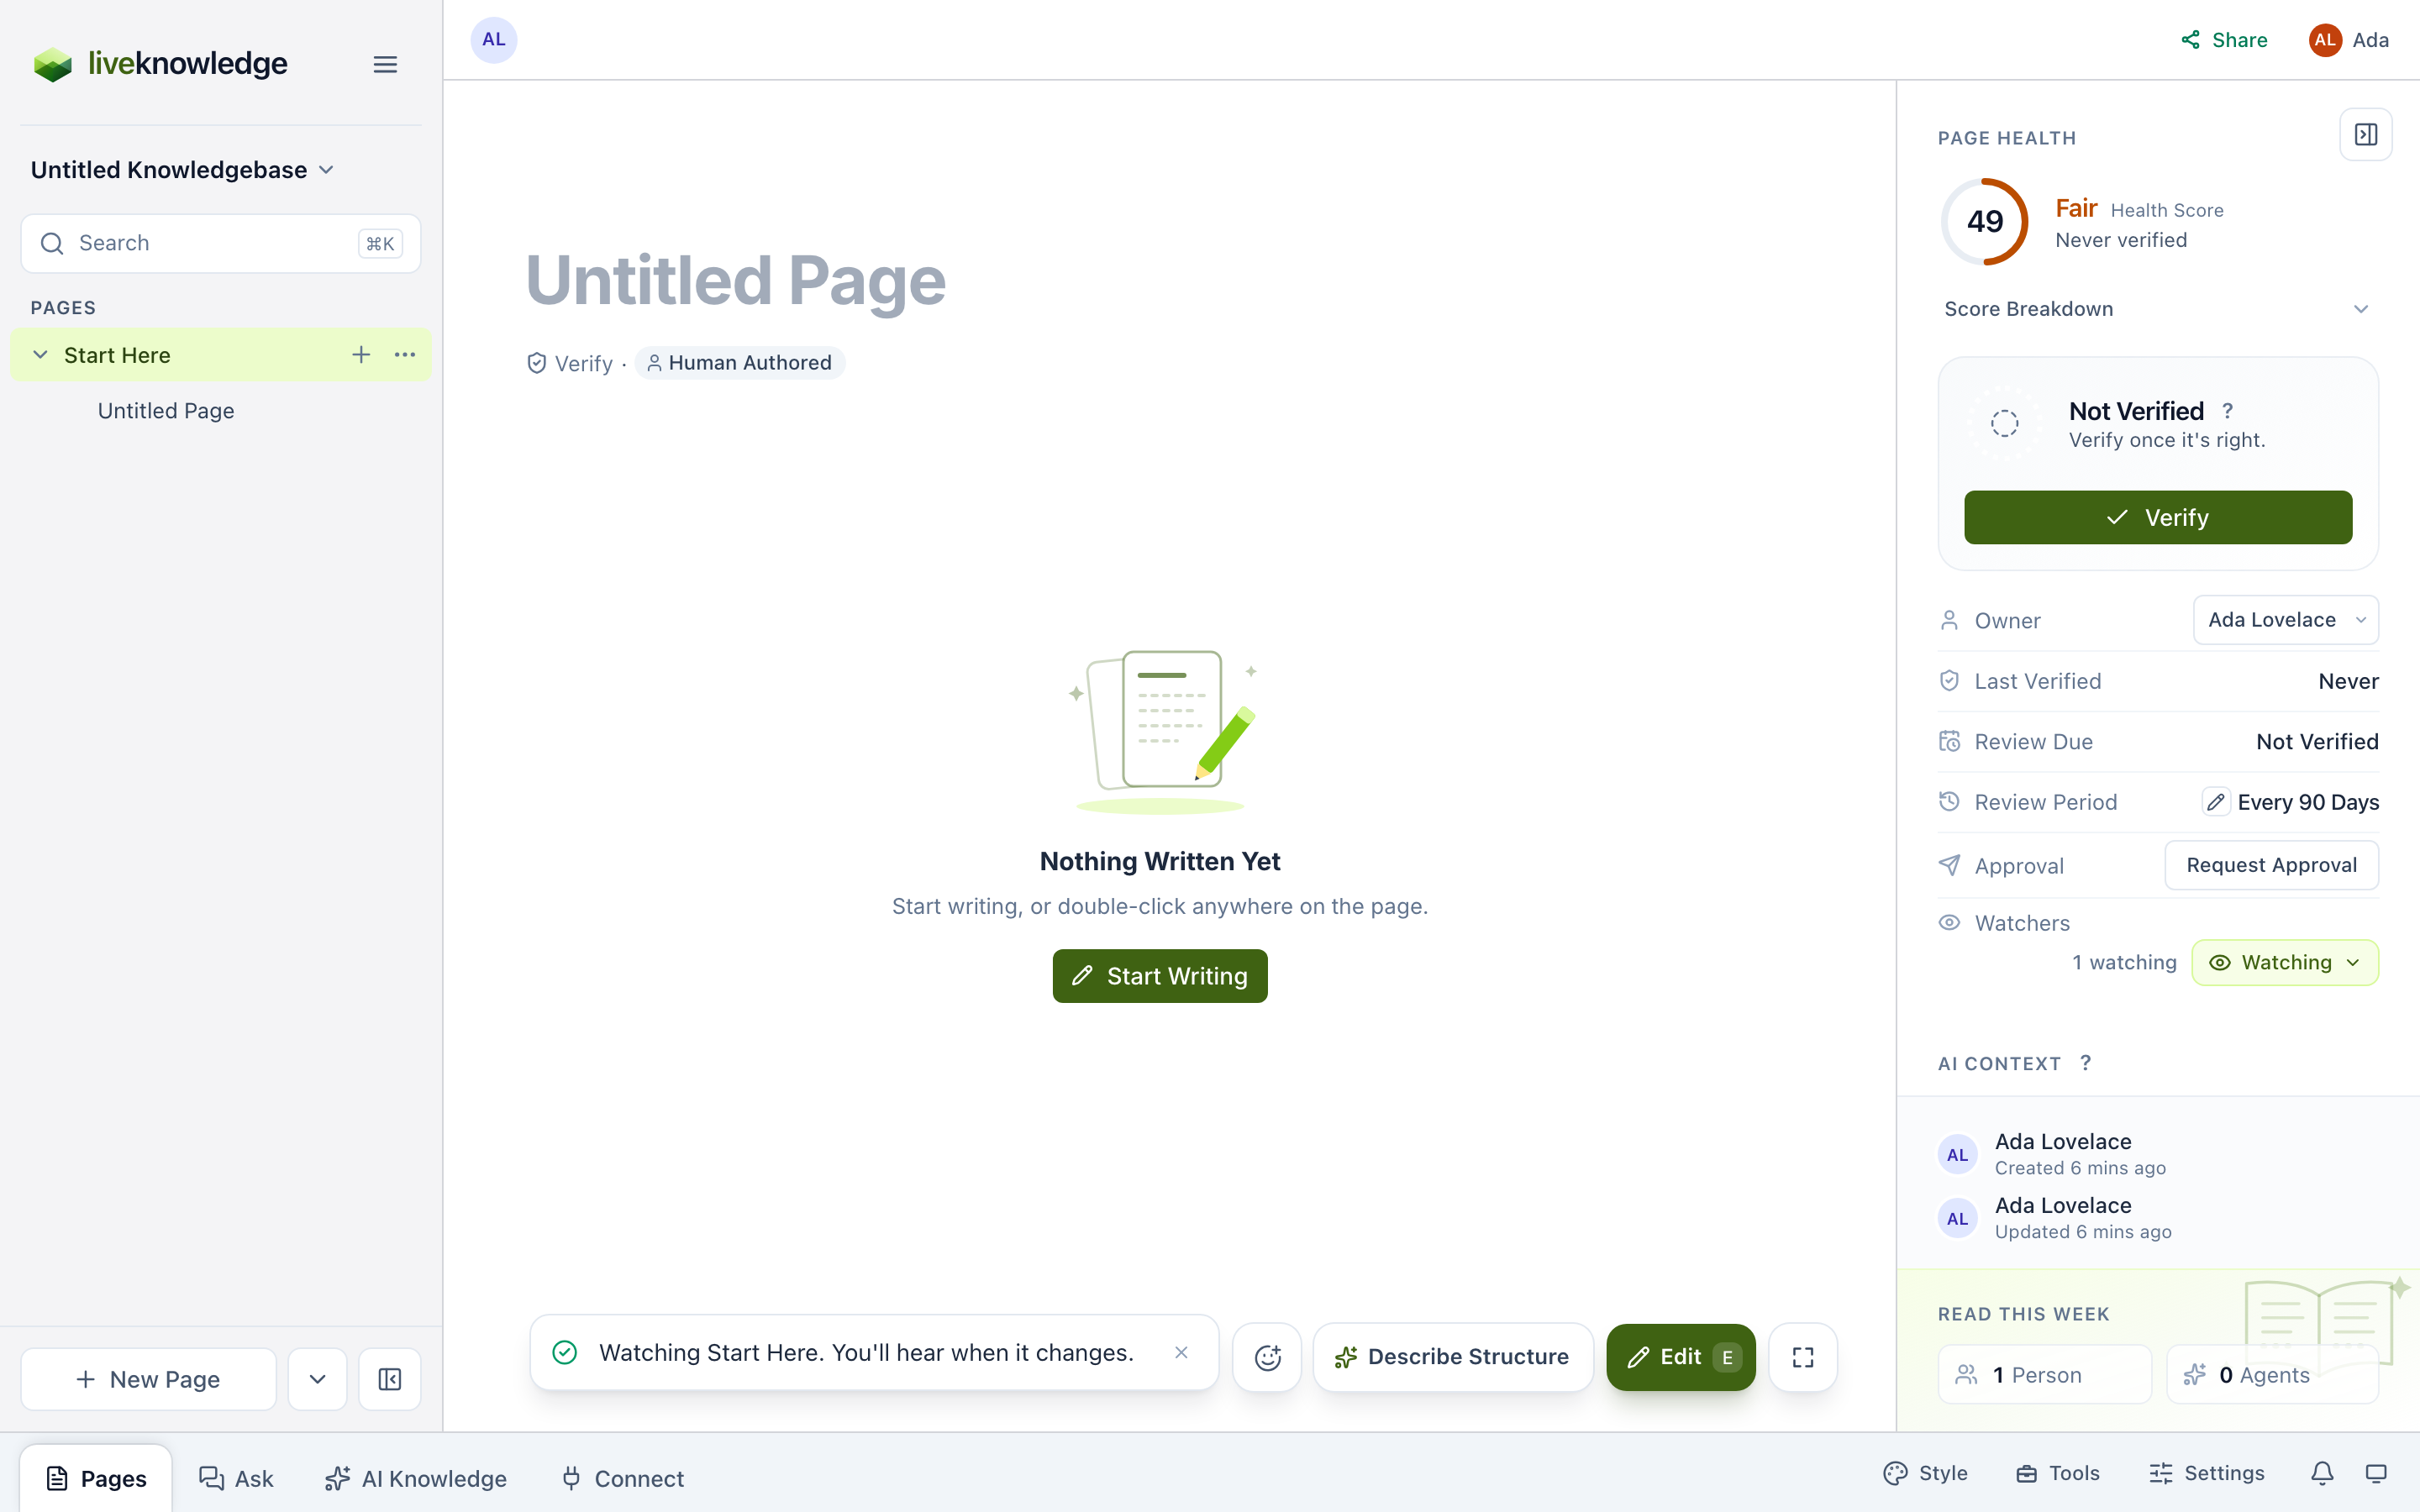 liveknowledge
Untitled Knowledgebase
Search
⌘K
PAGES
Start Here
Untitled Page
New Page
AL
Share
AL
Ada
Untitled Page
Verify · Human Authored
Nothing Written Yet
Start writing, or double-click anywhere on the page.
Start Writing
Watching Start Here. You'll hear when it changes.
Describe Structure
Edit E
PAGE HEALTH
49
Fair Health Score
Never verified
Score Breakdown
Not Verified ?
Verify once it's right.
Verify
Owner Ada Lovelace
Last Verified Never
Review Due Not Verified
Review Period Every 90 Days
Approval Request Approval
Watchers
1 watching Watching
AI CONTEXT ?
AL
Ada Lovelace
Created 6 mins ago
AL
Ada Lovelace
Updated 6 mins ago
READ THIS WEEK
1 Person
0 Agents
Pages
Ask
AI Knowledge
Connect
Style
Tools
Settings